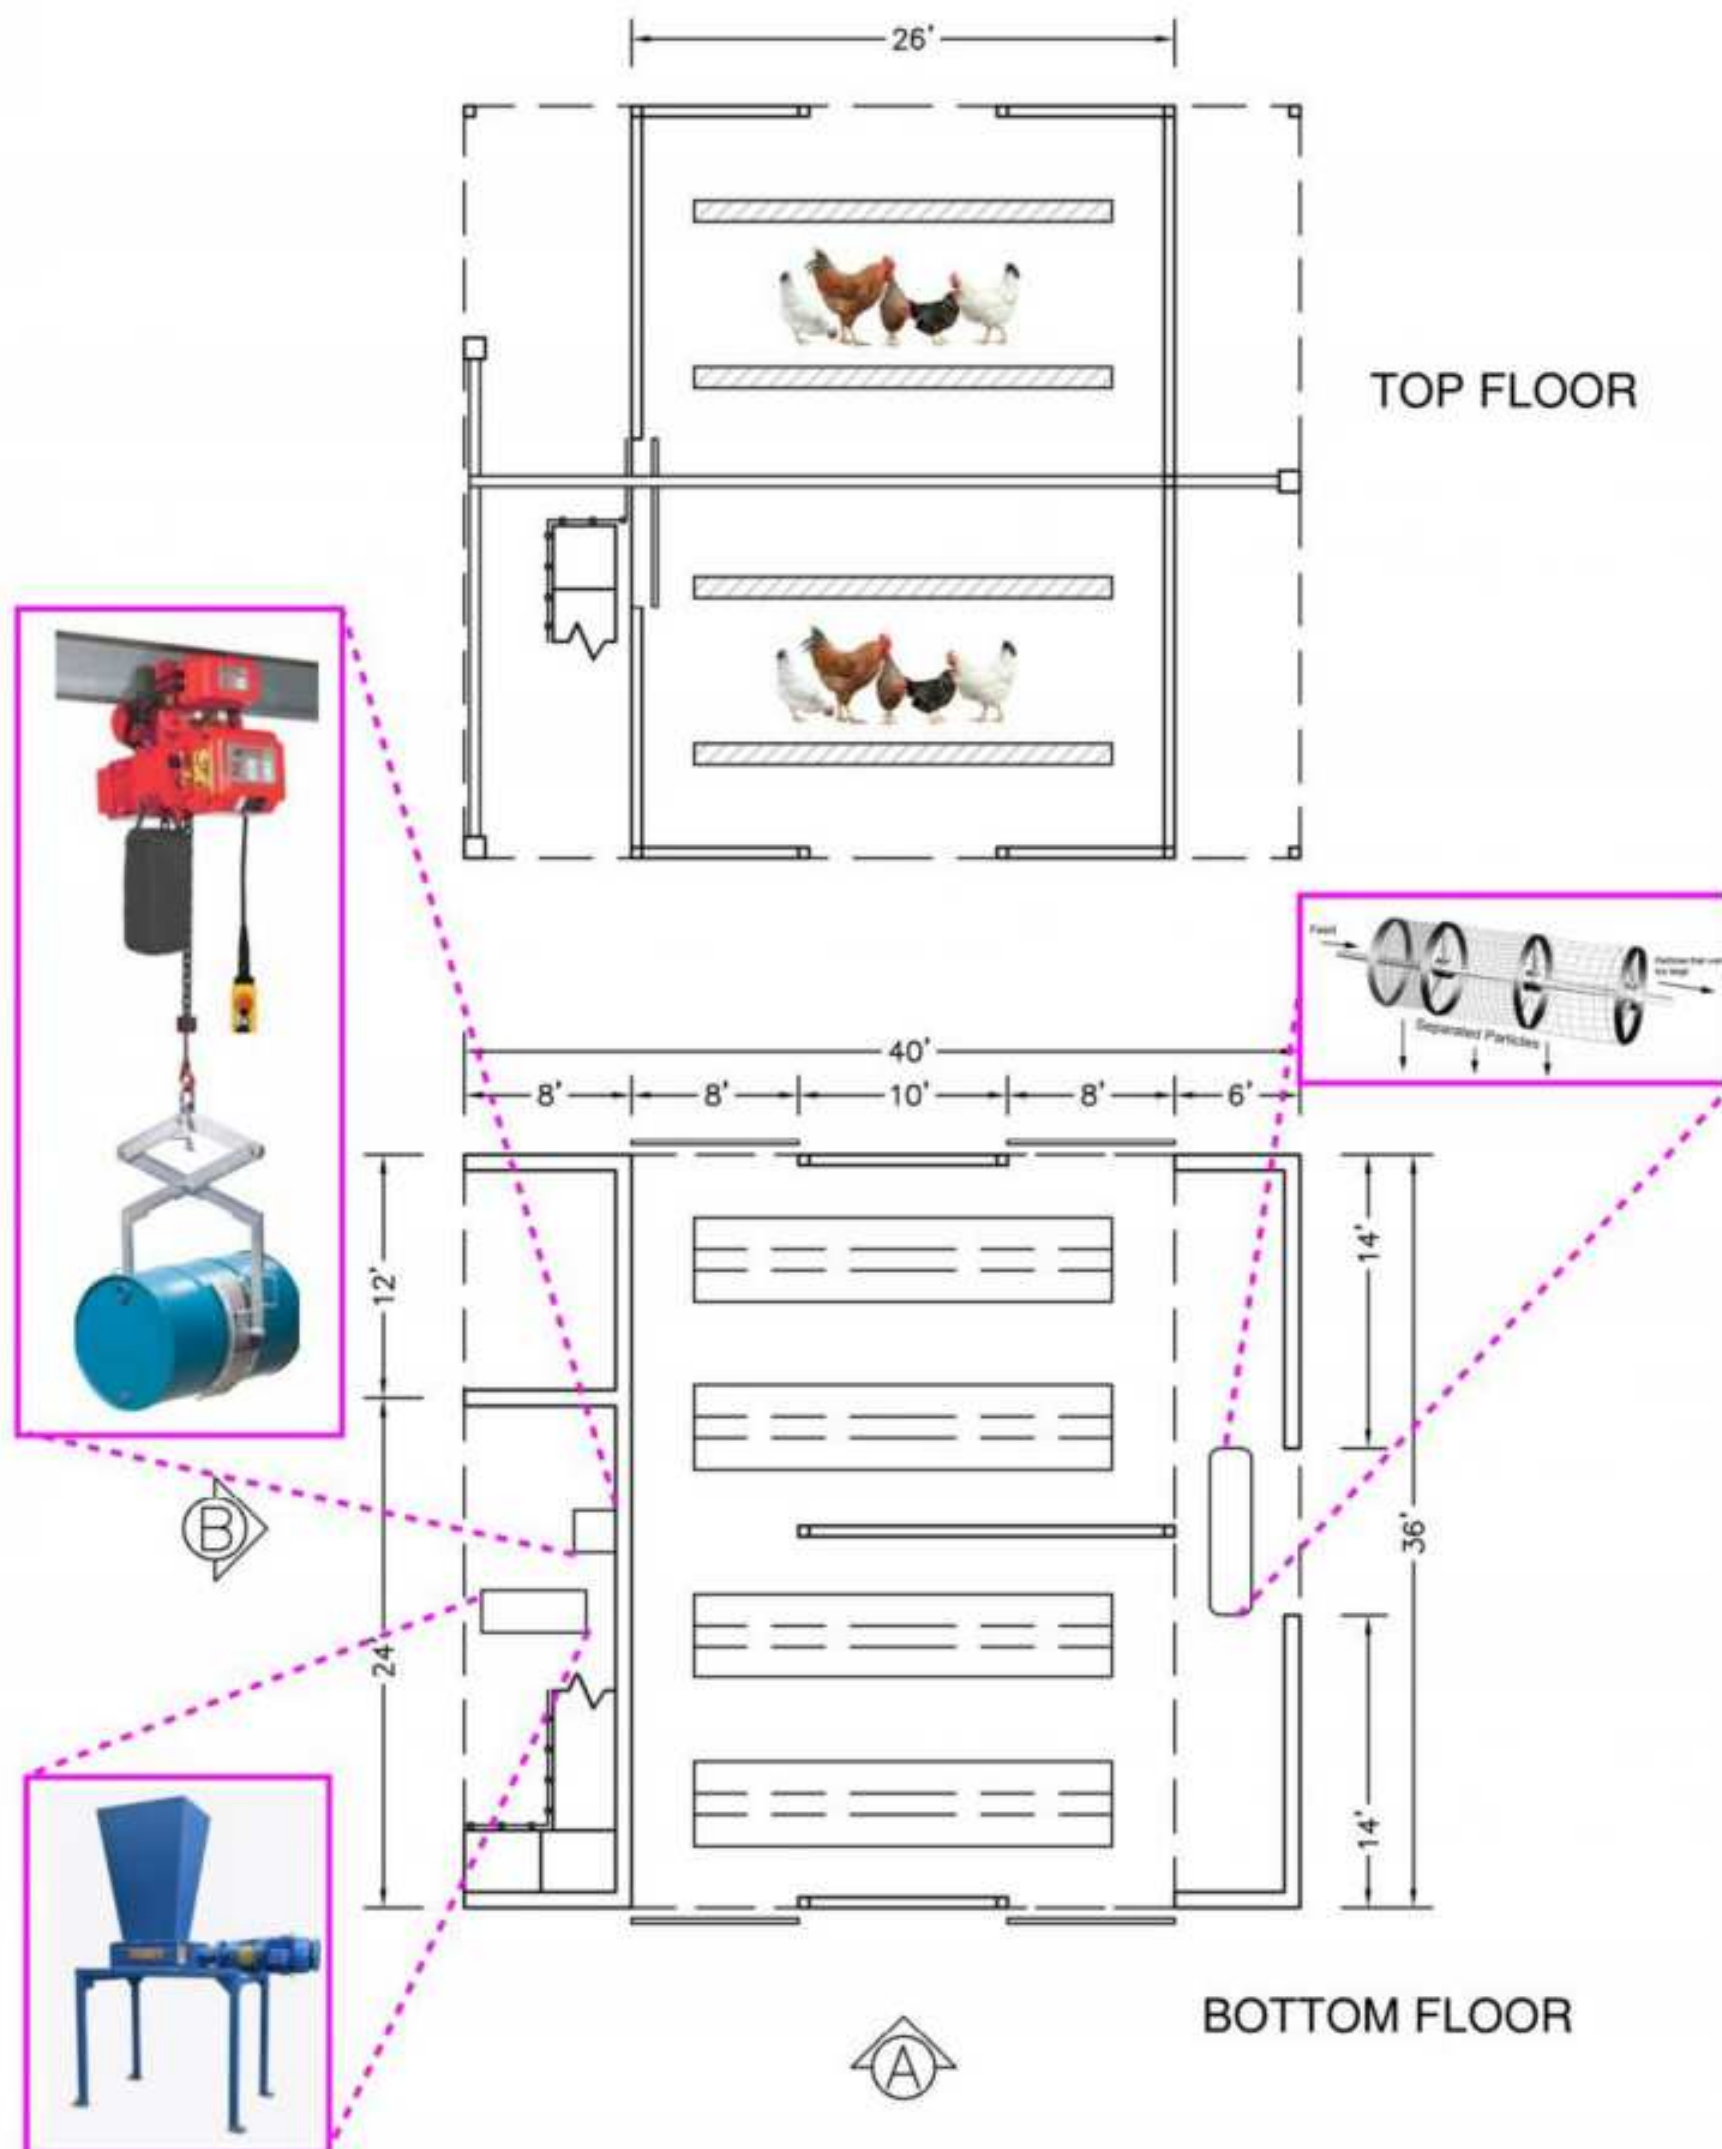 26'
TOP FLOOR
Feed
Separated Particles
40'
8'
8'
10'
8'
6'
12'
14'
B
36'
24'
14'
BOTTOM FLOOR
A